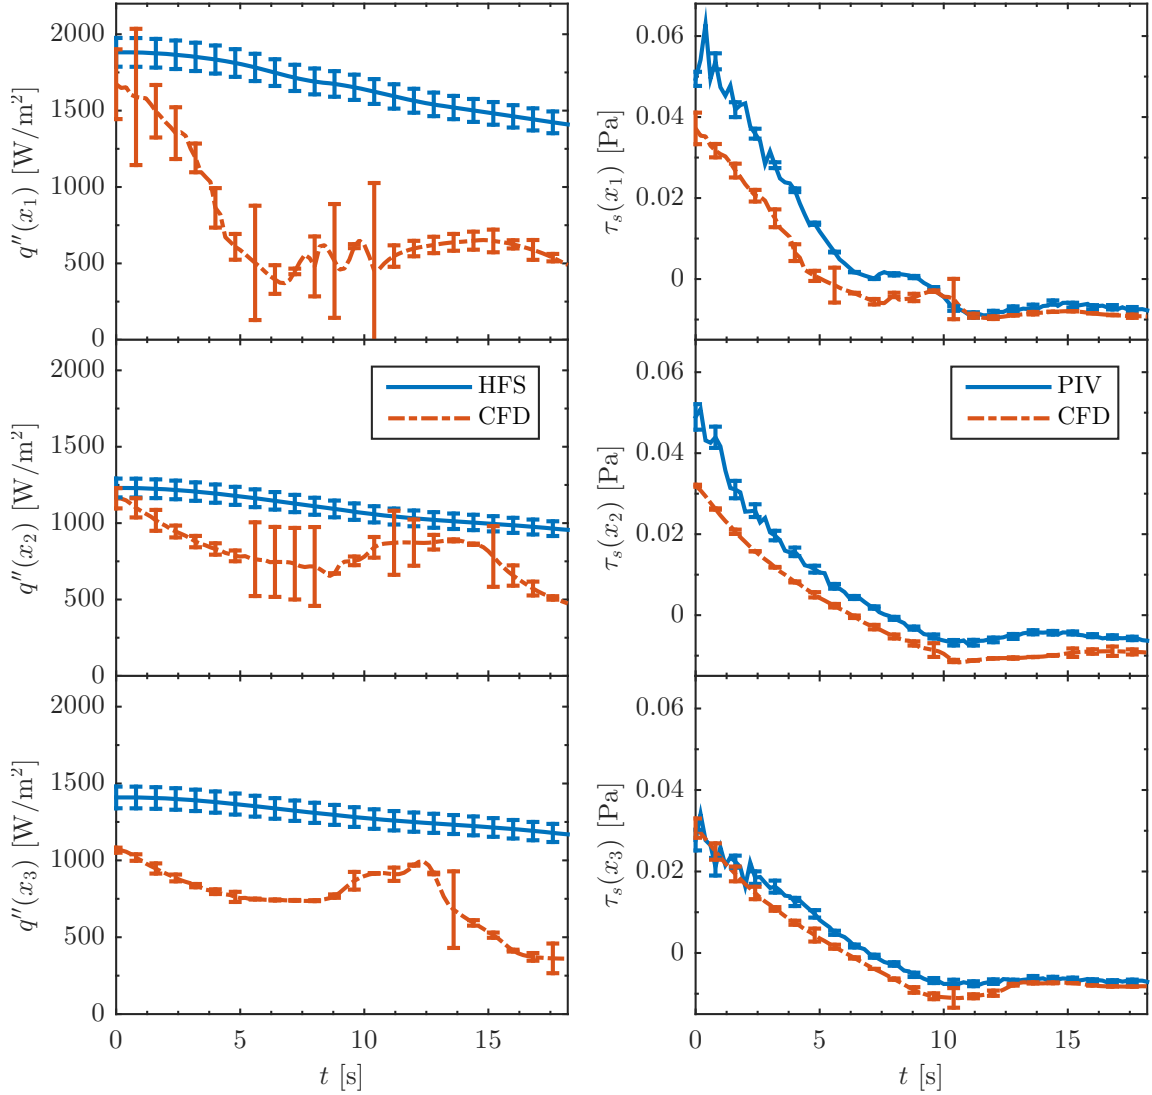 2000
1500
1000
500
0
q″(x₁) [W/m²]
0.06
0.04
0.02
0
τₛ(x₁) [Pa]
2000
1500
1000
500
0
q″(x₂) [W/m²]
HFS
CFD
0.06
0.04
0.02
0
τₛ(x₂) [Pa]
PIV
CFD
2000
1500
1000
500
0
q″(x₃) [W/m²]
0 5 10 15
t [s]
0.06
0.04
0.02
0
τₛ(x₃) [Pa]
0 5 10 15
t [s]